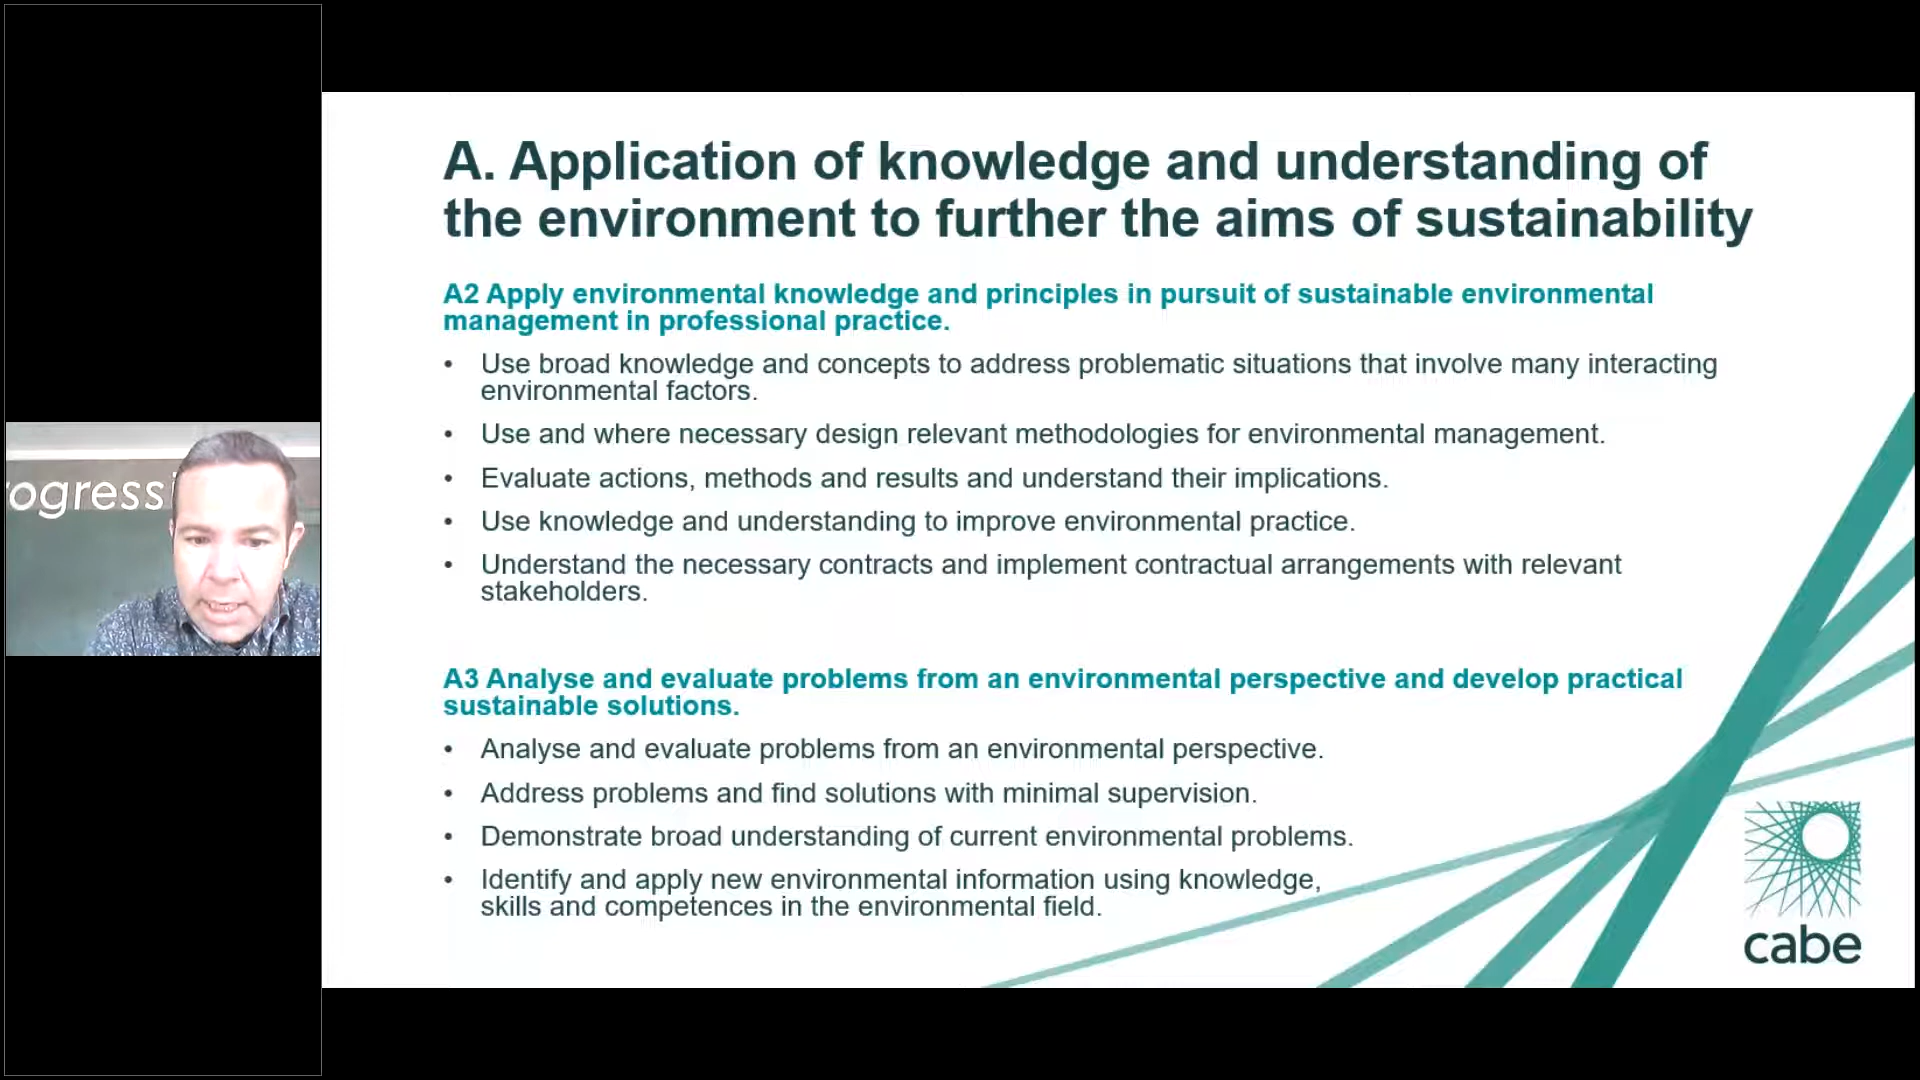 A. Application of knowledge and understanding of
the environment to further the aims of sustainability
A2 Apply environmental knowledge and principles in pursuit of sustainable environmental
management in professional practice.
• Use broad knowledge and concepts to address problematic situations that involve many interacting
environmental factors.
• Use and where necessary design relevant methodologies for environmental management.
• Evaluate actions, methods and results and understand their implications.
• Use knowledge and understanding to improve environmental practice.
• Understand the necessary contracts and implement contractual arrangements with relevant
stakeholders.
A3 Analyse and evaluate problems from an environmental perspective and develop practical
sustainable solutions.
• Analyse and evaluate problems from an environmental perspective.
• Address problems and find solutions with minimal supervision.
• Demonstrate broad understanding of current environmental problems.
• Identify and apply new environmental information using knowledge,
skills and competences in the environmental field.
cabe
ogressi